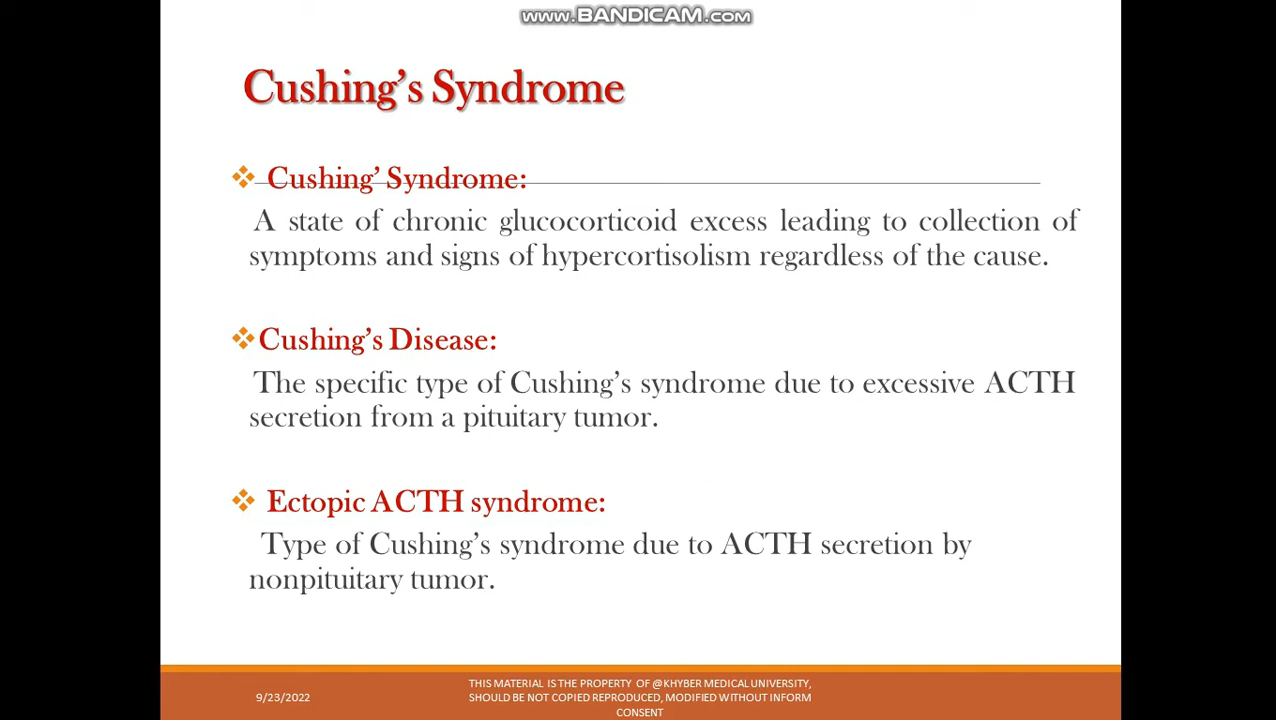 www.BANDICAM.com
Cushing's Syndrome
Cushing' Syndrome:
A state of chronic glucocorticoid excess leading to collection of
symptoms and signs of hypercortisolism regardless of the cause.
Cushing's Disease:
The specific type of Cushing's syndrome due to excessive ACTH
secretion from a pituitary tumor.
Ectopic ACTH syndrome:
Type of Cushing's syndrome due to ACTH secretion by
nonpituitary tumor.
9/23/2022
THIS MATERIAL IS THE PROPERTY OF @KHYBER MEDICAL UNIVERSITY,
SHOULD BE NOT COPIED REPRODUCED, MODIFIED WITHOUT INFORM
CONSENT